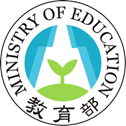 MINISTRY OF EDUCATION
教育部